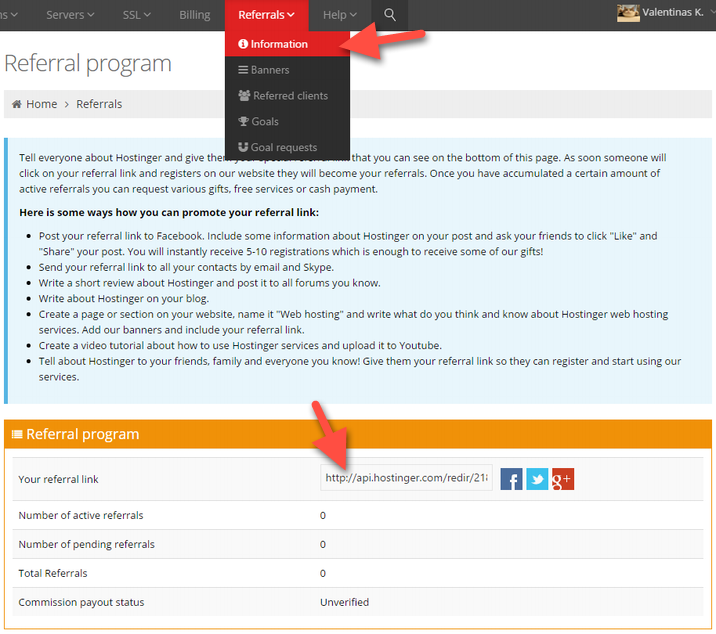 ns Servers SSL Billing Referrals Help Valentinas K.
Information
Referral program
Banners
Home > Referrals
Referred clients
Goals
Goal requests
Tell everyone about Hostinger and give them that you can see on the bottom of this page. As soon someone will
click on your referral link and registers on our website they will become your referrals. Once you have accumulated a certain amount of
active referrals you can request various gifts, free services or cash payment.
Here is some ways how you can promote your referral link:
• Post your referral link to Facebook. Include some information about Hostinger on your post and ask your friends to click "Like" and
"Share" your post. You will instantly receive 5-10 registrations which is enough to receive some of our gifts!
• Send your referral link to all your contacts by email and Skype.
• Write a short review about Hostinger and post it to all forums you know.
• Write about Hostinger on your blog.
• Create a page or section on your website, name it "Web hosting" and write what do you think and know about Hostinger web hosting
services. Add our banners and include your referral link.
• Create a video tutorial about how to use Hostinger services and upload it to Youtube.
• Tell about Hostinger to your friends, family and everyone you know! Give them your referral link so they can register and start using our
services.
Referral program
Your referral link http://api.hostinger.com/redir/218 f g+
Number of active referrals 0
Number of pending referrals 0
Total Referrals 0
Commission payout status Unverified